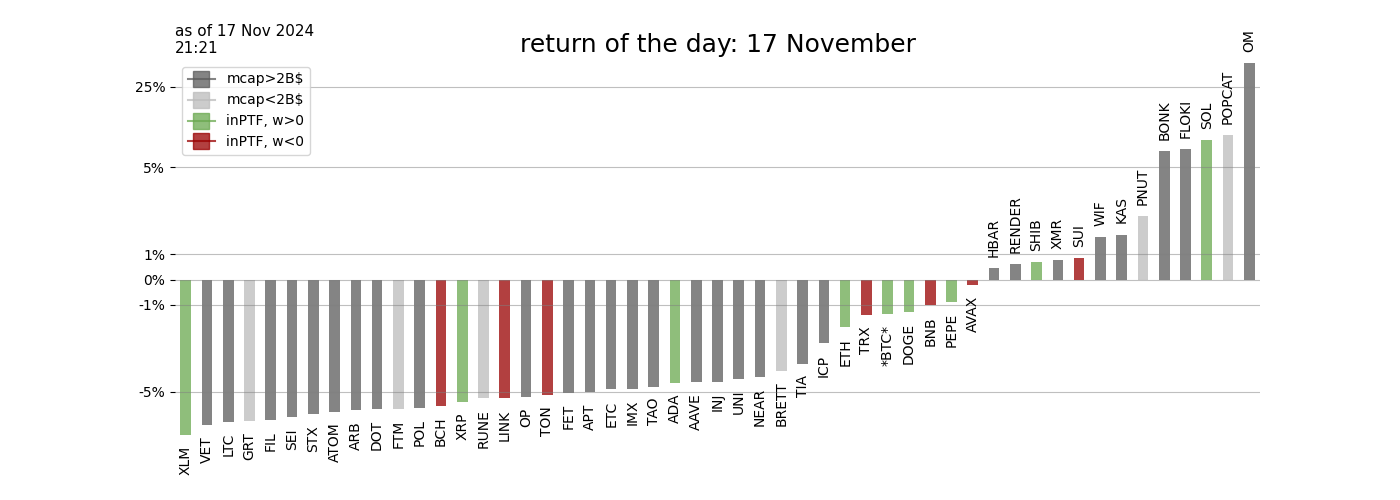 as of 17 Nov 2024
21:21
return of the day: 17 November
mcap>2B$
mcap<2B$
inPTF, w>0
inPTF, w<0
25%
5%
1%
0%
-1%
-5%
XLM
VET
LTC
GRT
FIL
SEI
STX
ATOM
ARB
DOT
FTM
POL
BCH
XRP
RUNE
LINK
OP
TON
FET
APT
ETC
IMX
TAO
ADA
AAVE
INJ
UNI
NEAR
BRETT
TIA
ICP
ETH
TRX
*BTC*
DOGE
BNB
PEPE
AVAX
HBAR
RENDER
SHIB
XMR
SUI
WIF
KAS
PNUT
BONK
FLOKI
SOL
POPCAT
OM